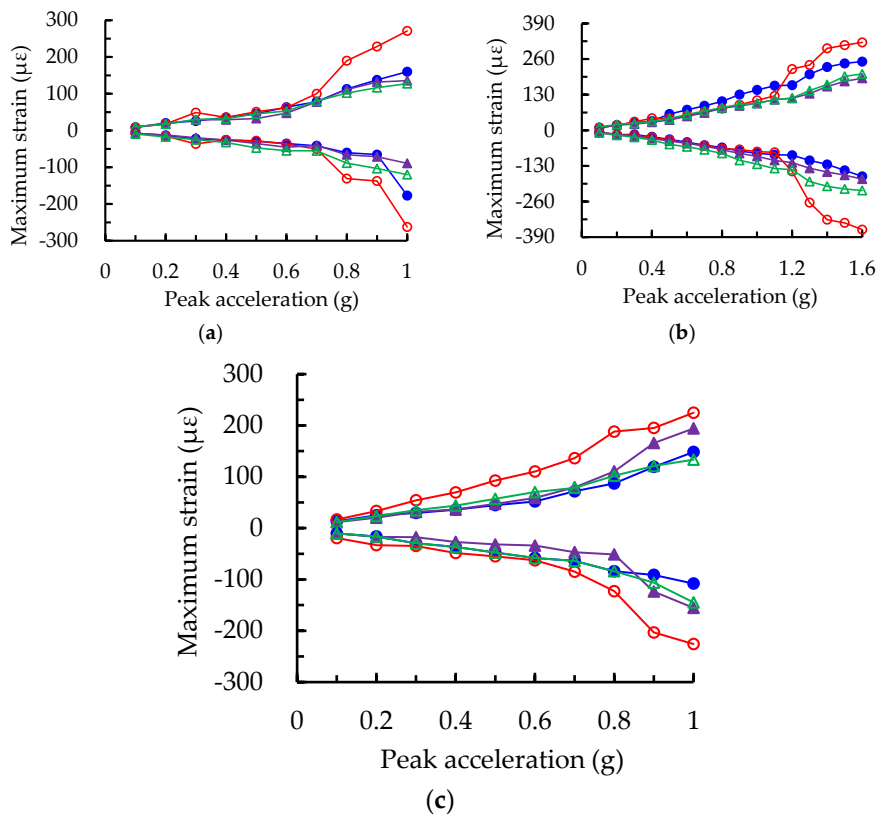 Maximum strain (με)
300
200
100
0
-100
-200
-300
0 0.2 0.4 0.6 0.8 1
Peak acceleration (g)
(a)
Maximum strain (με)
390
260
130
0
-130
-260
-390
0 0.4 0.8 1.2 1.6
Peak acceleration (g)
(b)
Maximum strain (με)
300
200
100
0
-100
-200
-300
0 0.2 0.4 0.6 0.8 1
Peak acceleration (g)
(c)